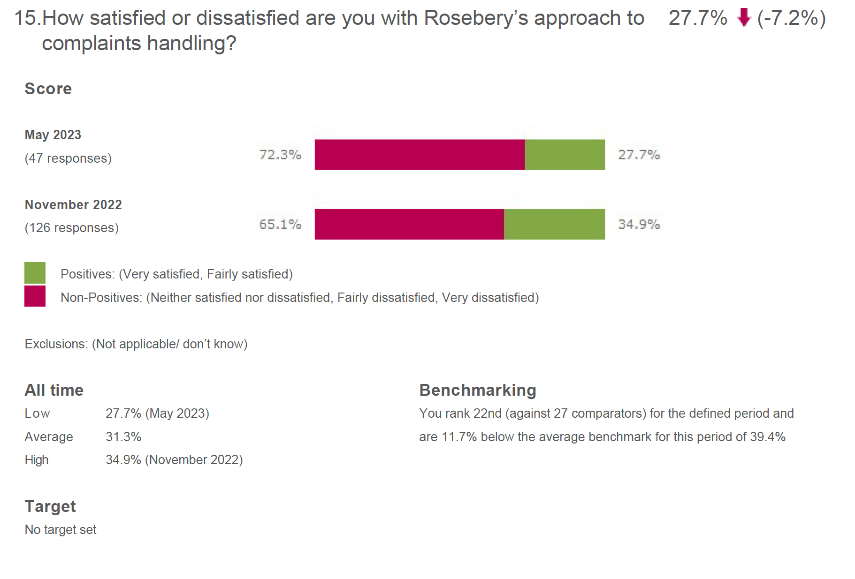 15.How satisfied or dissatisfied are you with Rosebery’s approach to complaints handling?
27.7% (-7.2%)
Score
May 2023
(47 responses)
72.3% 27.7%
November 2022
(126 responses)
65.1% 34.9%
Positives: (Very satisfied, Fairly satisfied)
Non-Positives: (Neither satisfied nor dissatisfied, Fairly dissatisfied, Very dissatisfied)
Exclusions: (Not applicable/ don’t know)
All time
Low 27.7% (May 2023)
Average 31.3%
High 34.9% (November 2022)
Benchmarking
You rank 22nd (against 27 comparators) for the defined period and
are 11.7% below the average benchmark for this period of 39.4%
Target
No target set